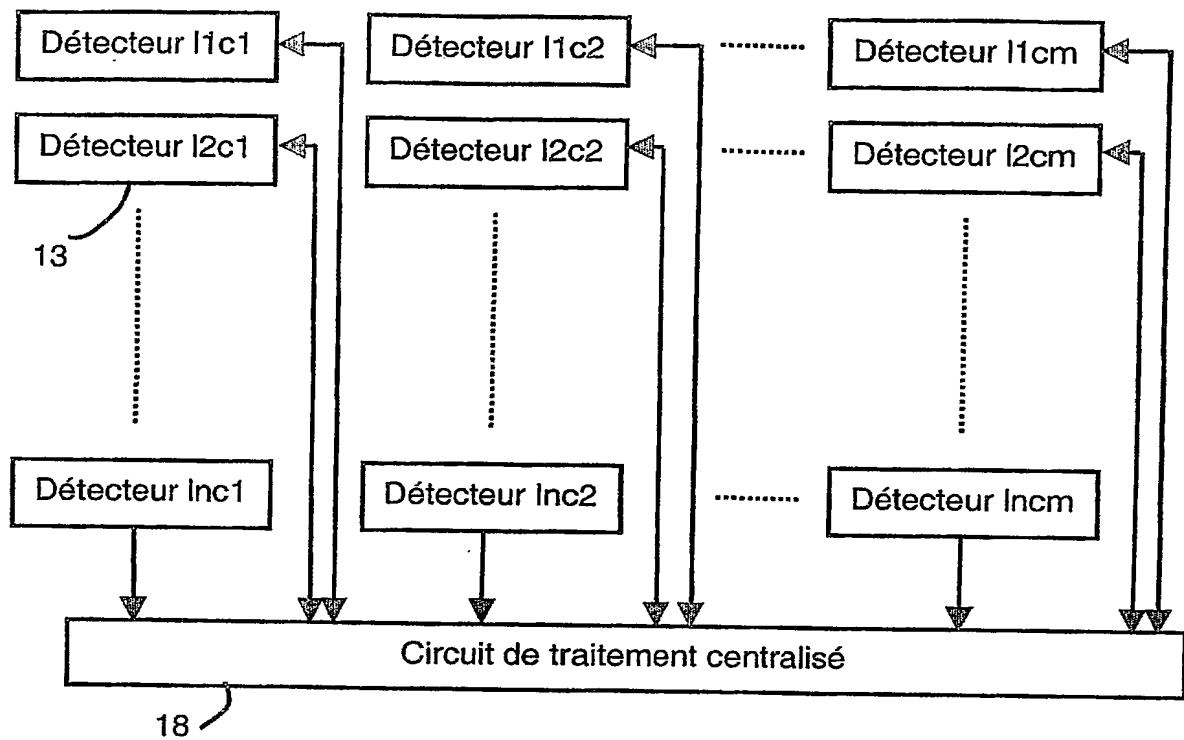 Détecteur l1c1
Détecteur l1c2
Détecteur l1cm
Détecteur l2c1
Détecteur l2c2
Détecteur l2cm
13
Détecteur lnc1
Détecteur lnc2
Détecteur lncm
Circuit de traitement centralisé
18